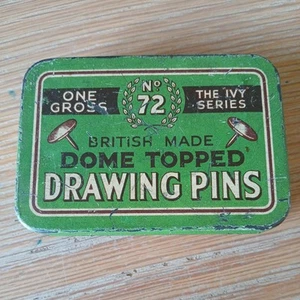 ONE GROSS
Nº 72
THE IVY SERIES
BRITISH MADE
DOME TOPPED
DRAWING PINS